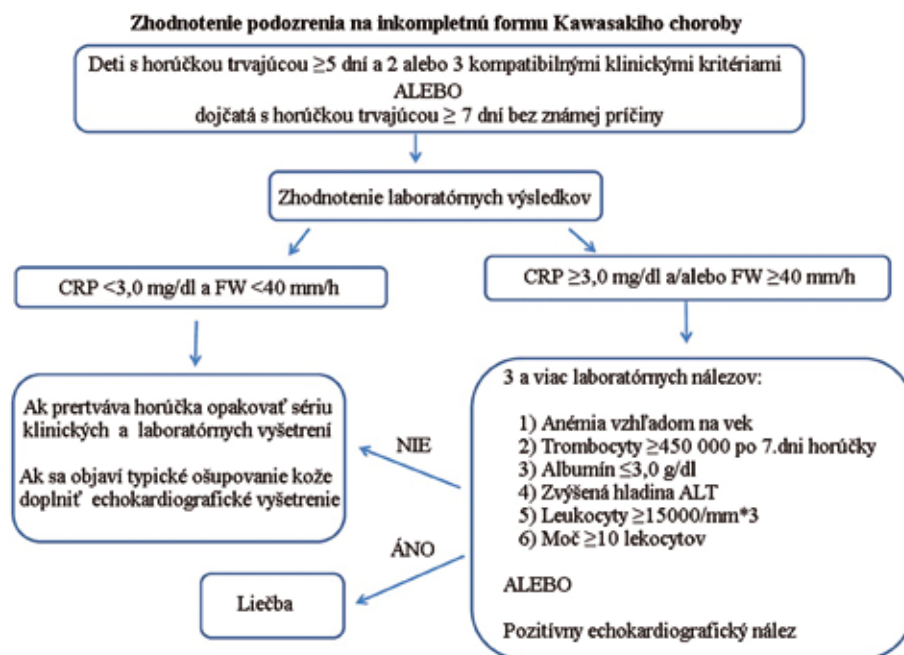 Zhodnotenie podozrenia na inkompletnú formu Kawasakiho choroby
Deti s horúčkou trvajúcou ≥5 dní a 2 alebo 3 kompatibilnými klinickými kritériami
ALEBO
dojčatá s horúčkou trvajúcou ≥ 7 dní bez známej príčiny
Zhodnotenie laboratórnych výsledkov
CRP <3,0 mg/dl a FW <40 mm/h
CRP ≥3,0 mg/dl a/alebo FW ≥40 mm/h
Ak prertváva horúčka opakovať sériu
klinických a laboratórnych vyšetrení
Ak sa objaví typické ošupovanie kože
doplniť echokardiografické vyšetrenie
NIE
ÁNO
Liečba
3 a viac laboratórnych nálezov:
1) Anémia vzhľadom na vek
2) Trombocyty ≥450 000 po 7.dni horúčky
3) Albumín ≤3,0 g/dl
4) Zvýšená hladina ALT
5) Leukocyty ≥15000/mm*3
6) Moč ≥10 lekocytov
ALEBO
Pozitívny echokardiografický nález